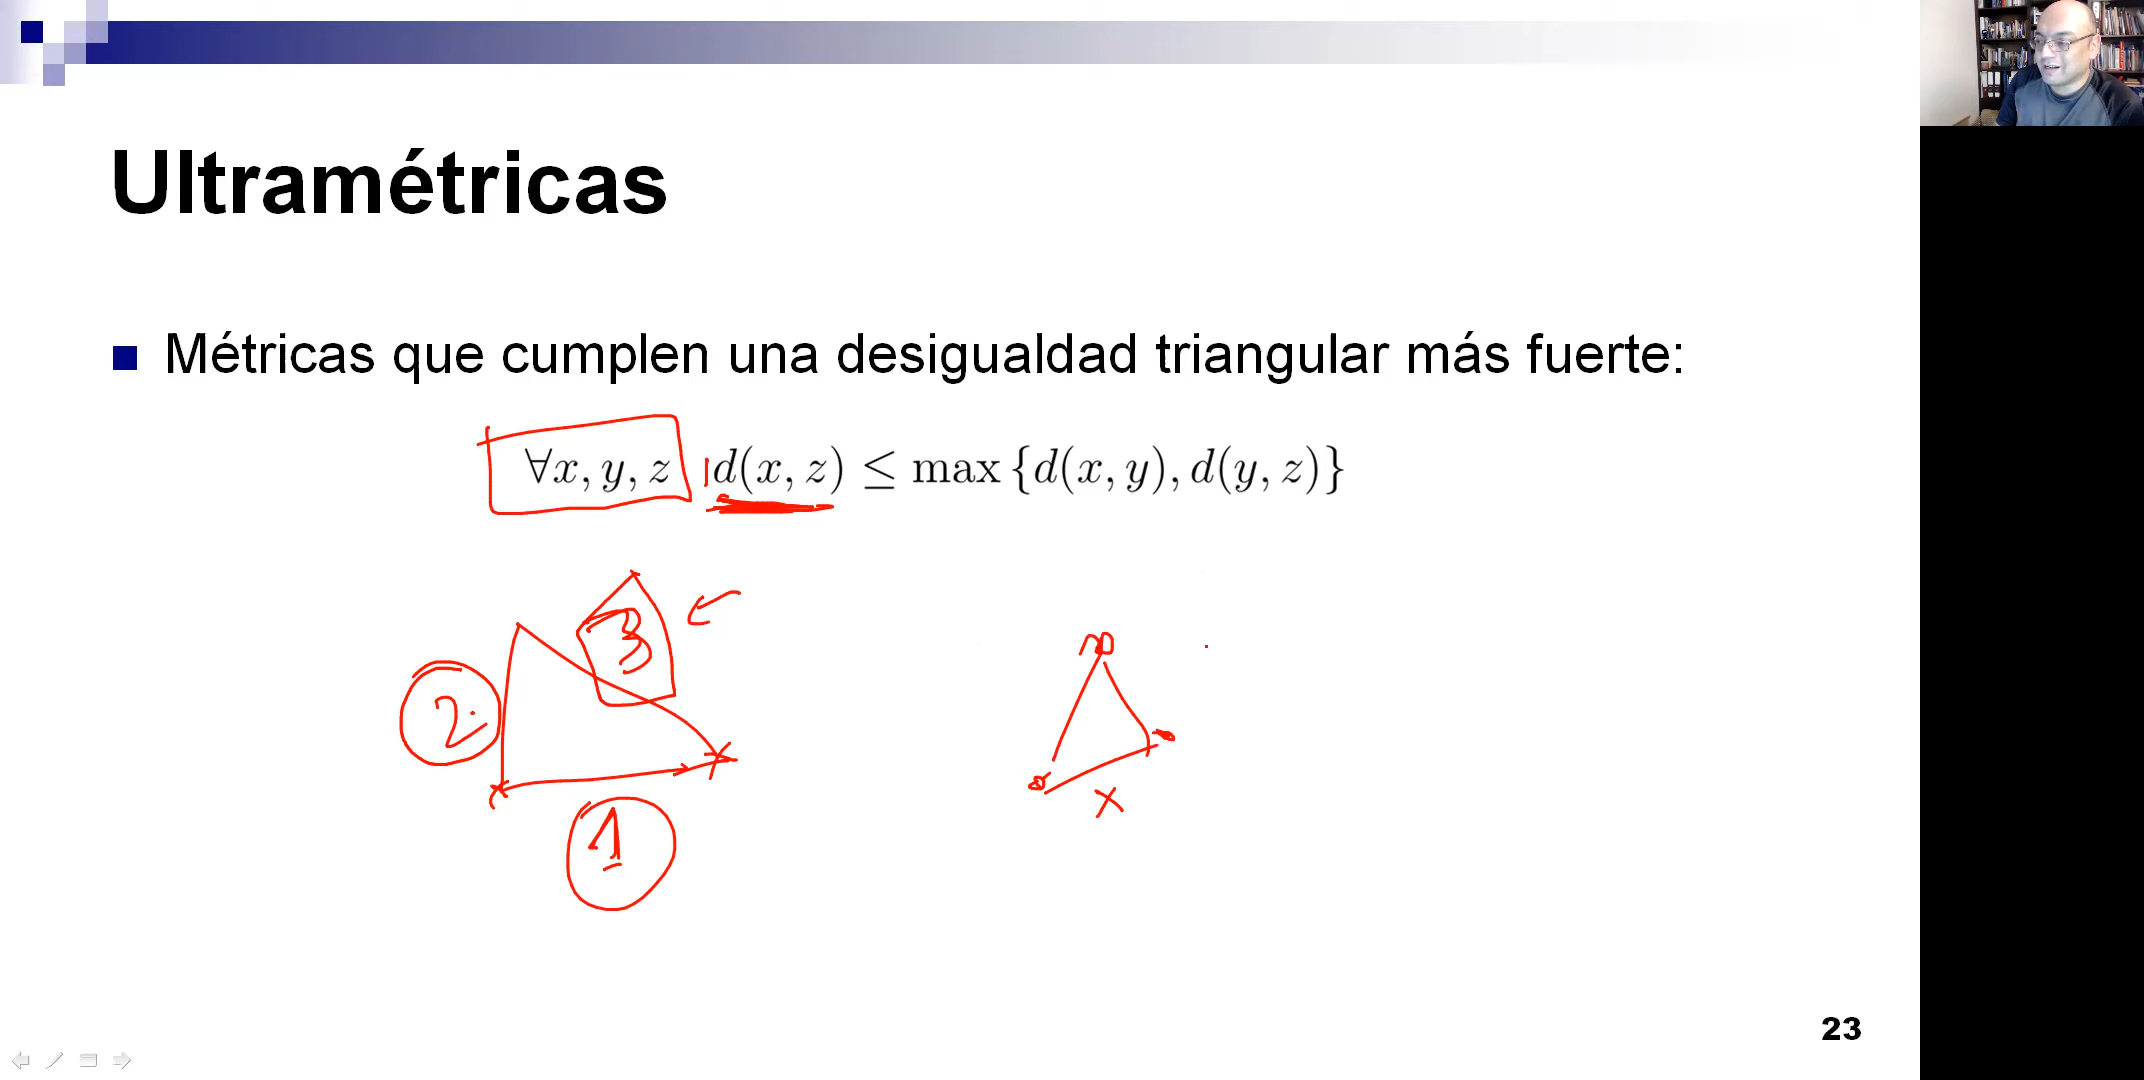 Ultramétricas
Métricas que cumplen una desigualdad triangular más fuerte:
∀x, y, z d(x, z) ≤ max {d(x, y), d(y, z)}
3
2
1
x
23